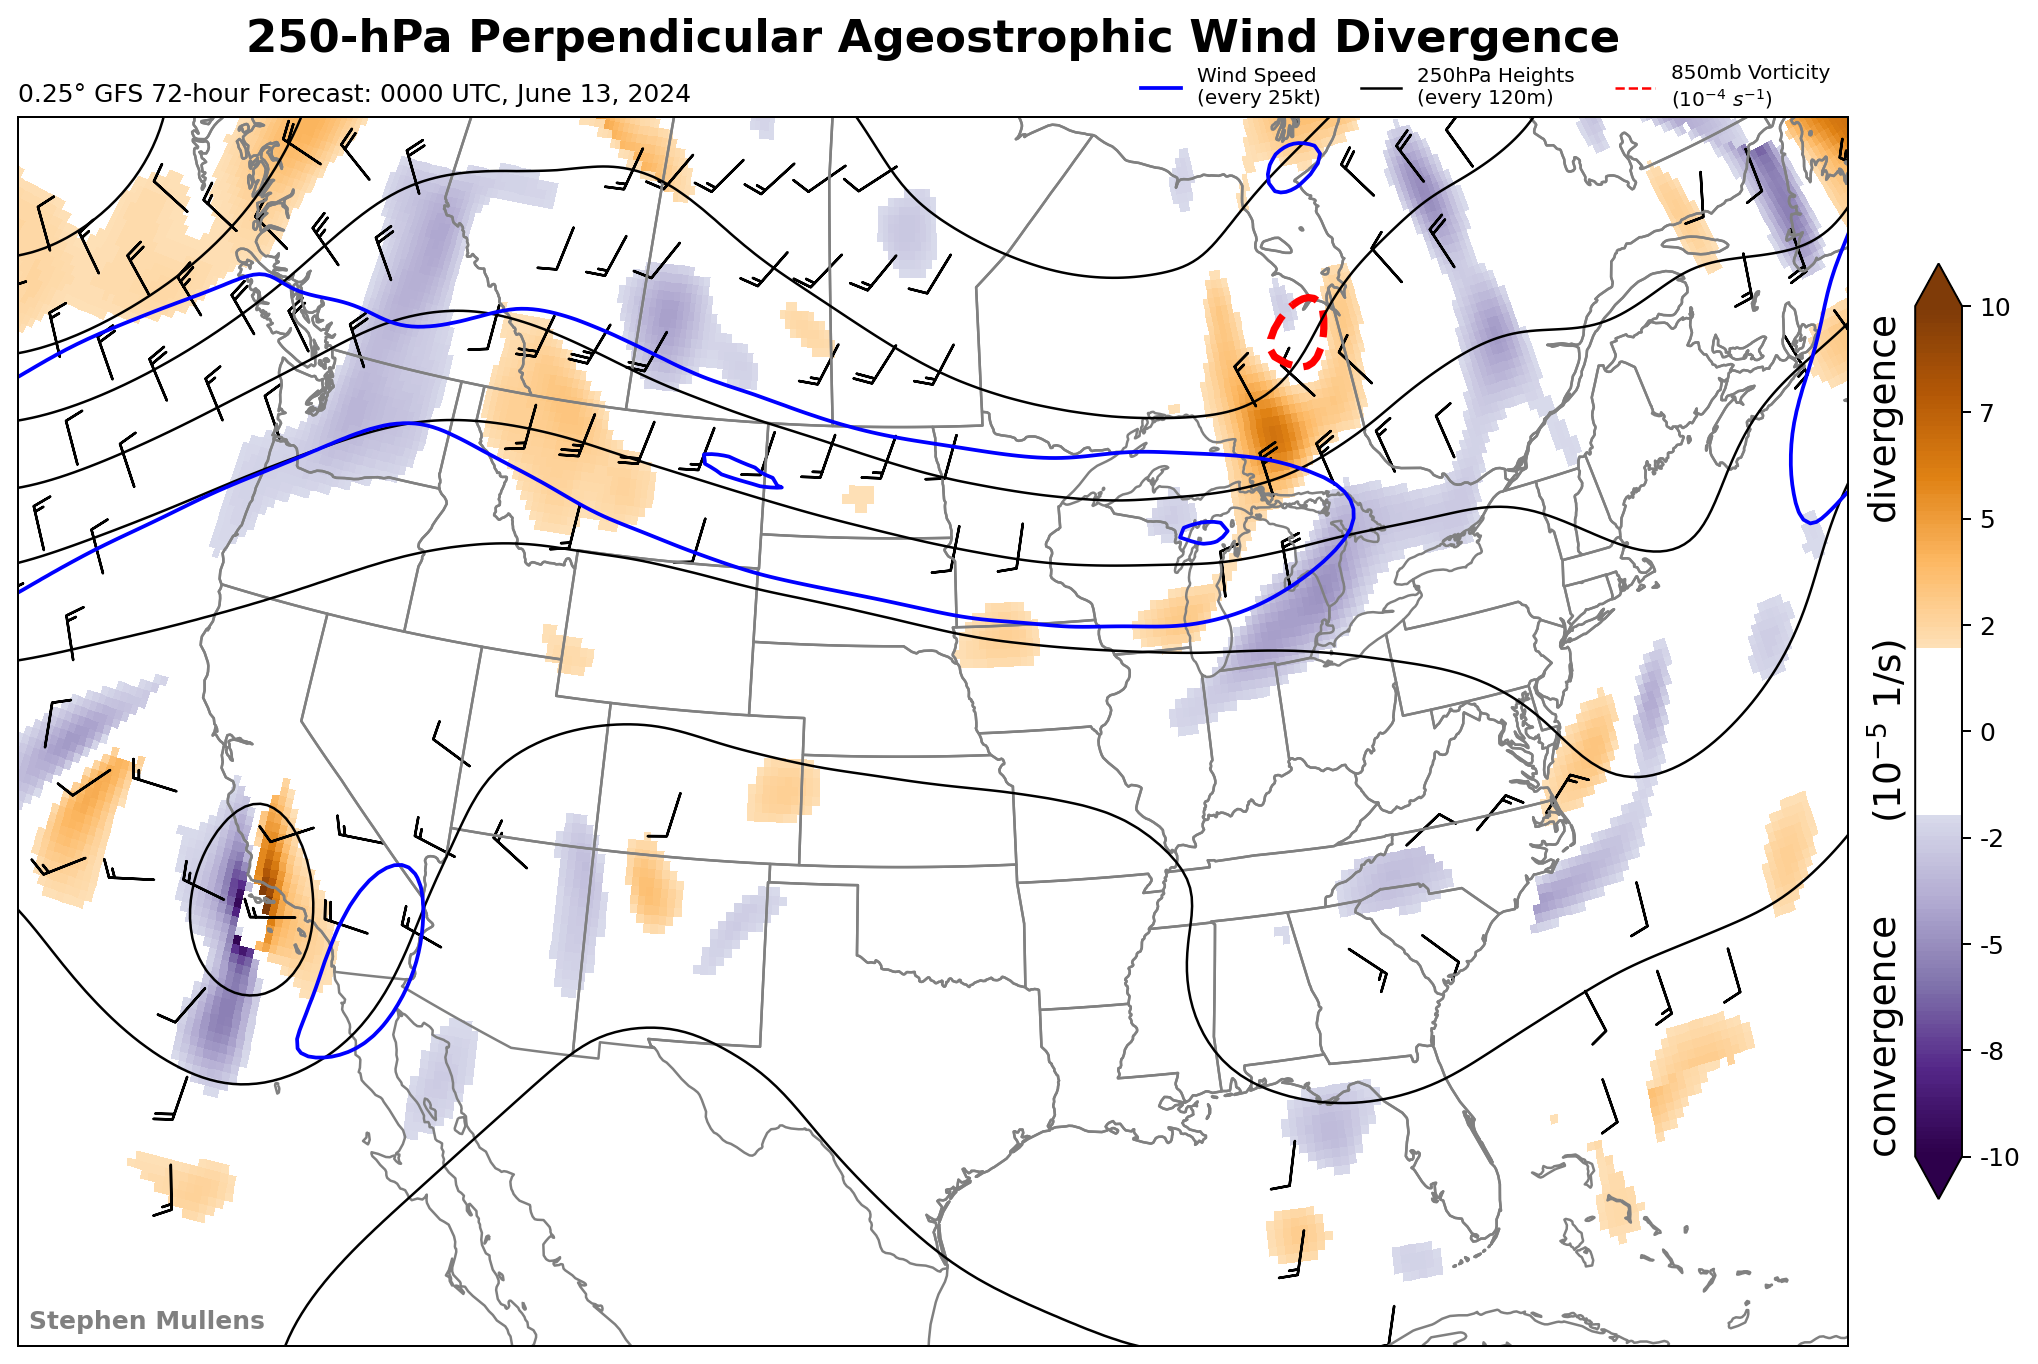 250-hPa Perpendicular Ageostrophic Wind Divergence
0.25° GFS 72-hour Forecast: 0000 UTC, June 13, 2024
Wind Speed
(every 25kt)
250hPa Heights
(every 120m)
850mb Vorticity
(10⁻⁴ s⁻¹)
10
7
5
2
0
-2
-5
-8
-10
convergence (10⁻⁵ 1/s) divergence
Stephen Mullens